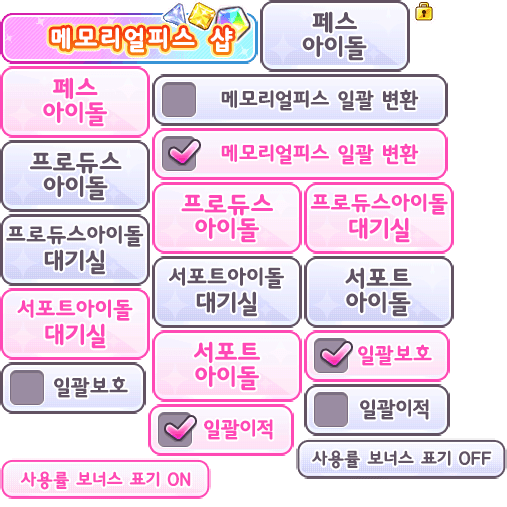 메모리얼피스 샵
페스
아이돌
페스
아이돌
메모리얼피스 일괄 변환
메모리얼피스 일괄 변환
프로듀스
아이돌
프로듀스
아이돌
프로듀스아이돌
대기실
프로듀스아이돌
대기실
서포트아이돌
대기실
서포트
아이돌
서포트아이돌
대기실
서포트
아이돌
일괄보호
일괄보호
일괄이적
일괄이적
사용률 보너스 표기 OFF
사용률 보너스 표기 ON